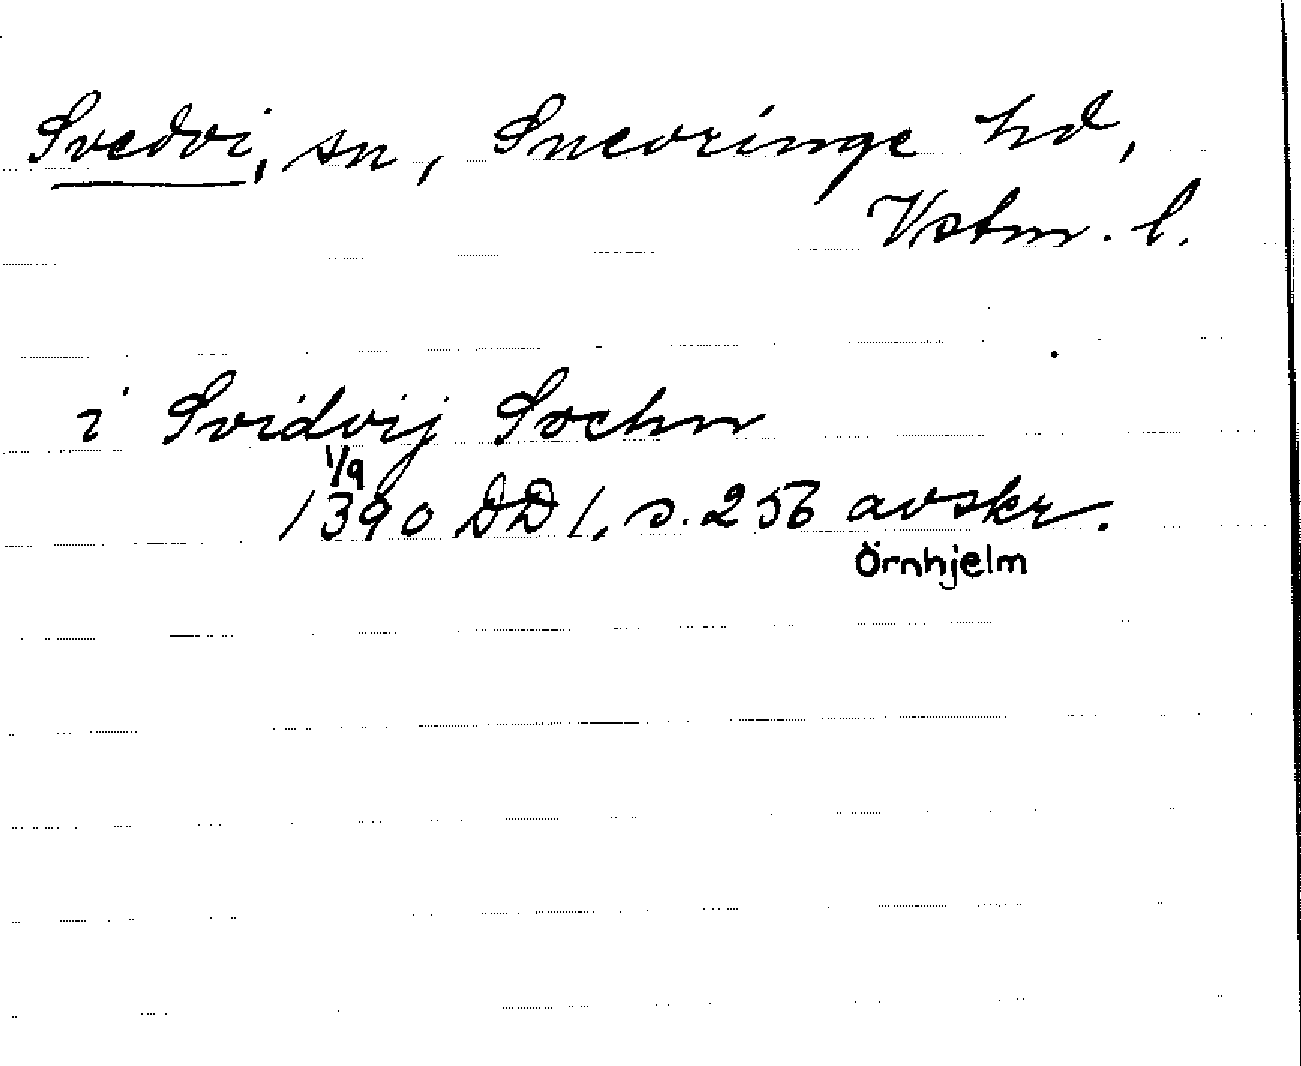 Svedvi, sn, Snevringe hd,
Vstm. l.
i Svidvij Sochn
1/9
1390 DD 1, s. 256 avskr.
Örnhjelm